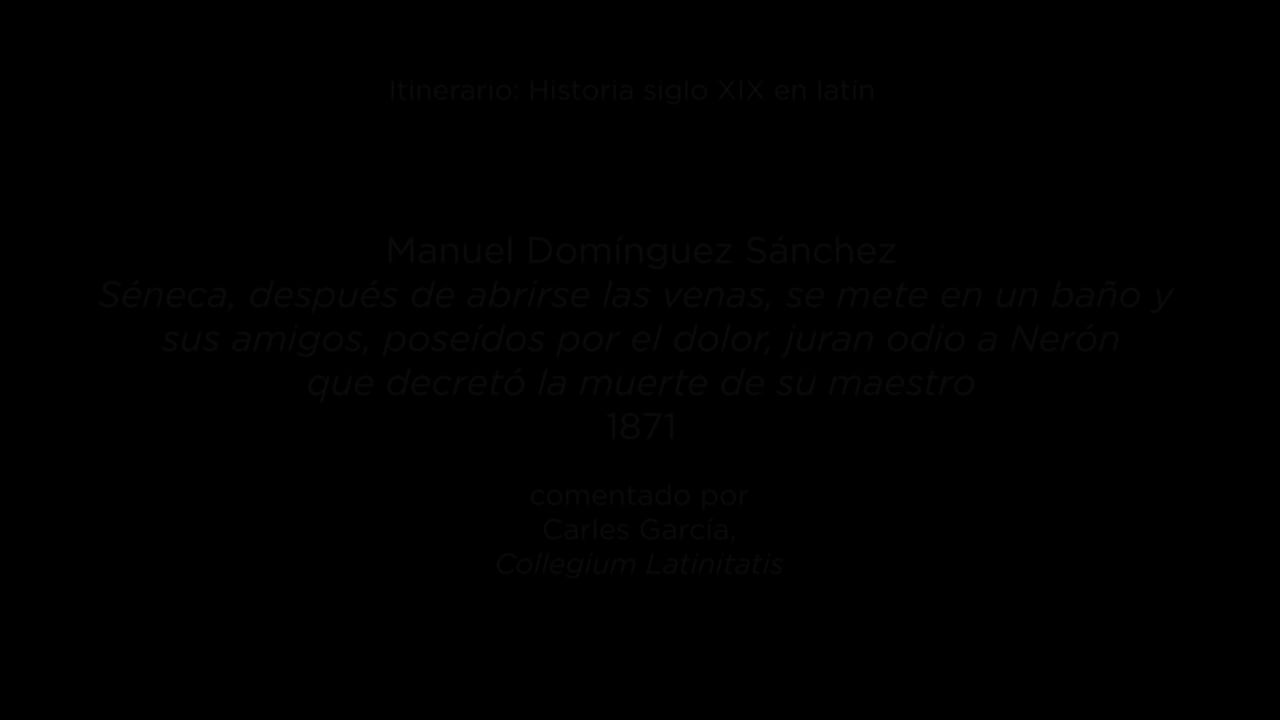 Itinerario: Historia siglo XIX en latín
Manuel Domínguez Sánchez
Séneca, después de abrirse las venas, se mete en un baño y
sus amigos, poseídos por el dolor, juran odio a Nerón
que decretó la muerte de su maestro
1871
comentado por
Carles García,
Collegium Latinitatis